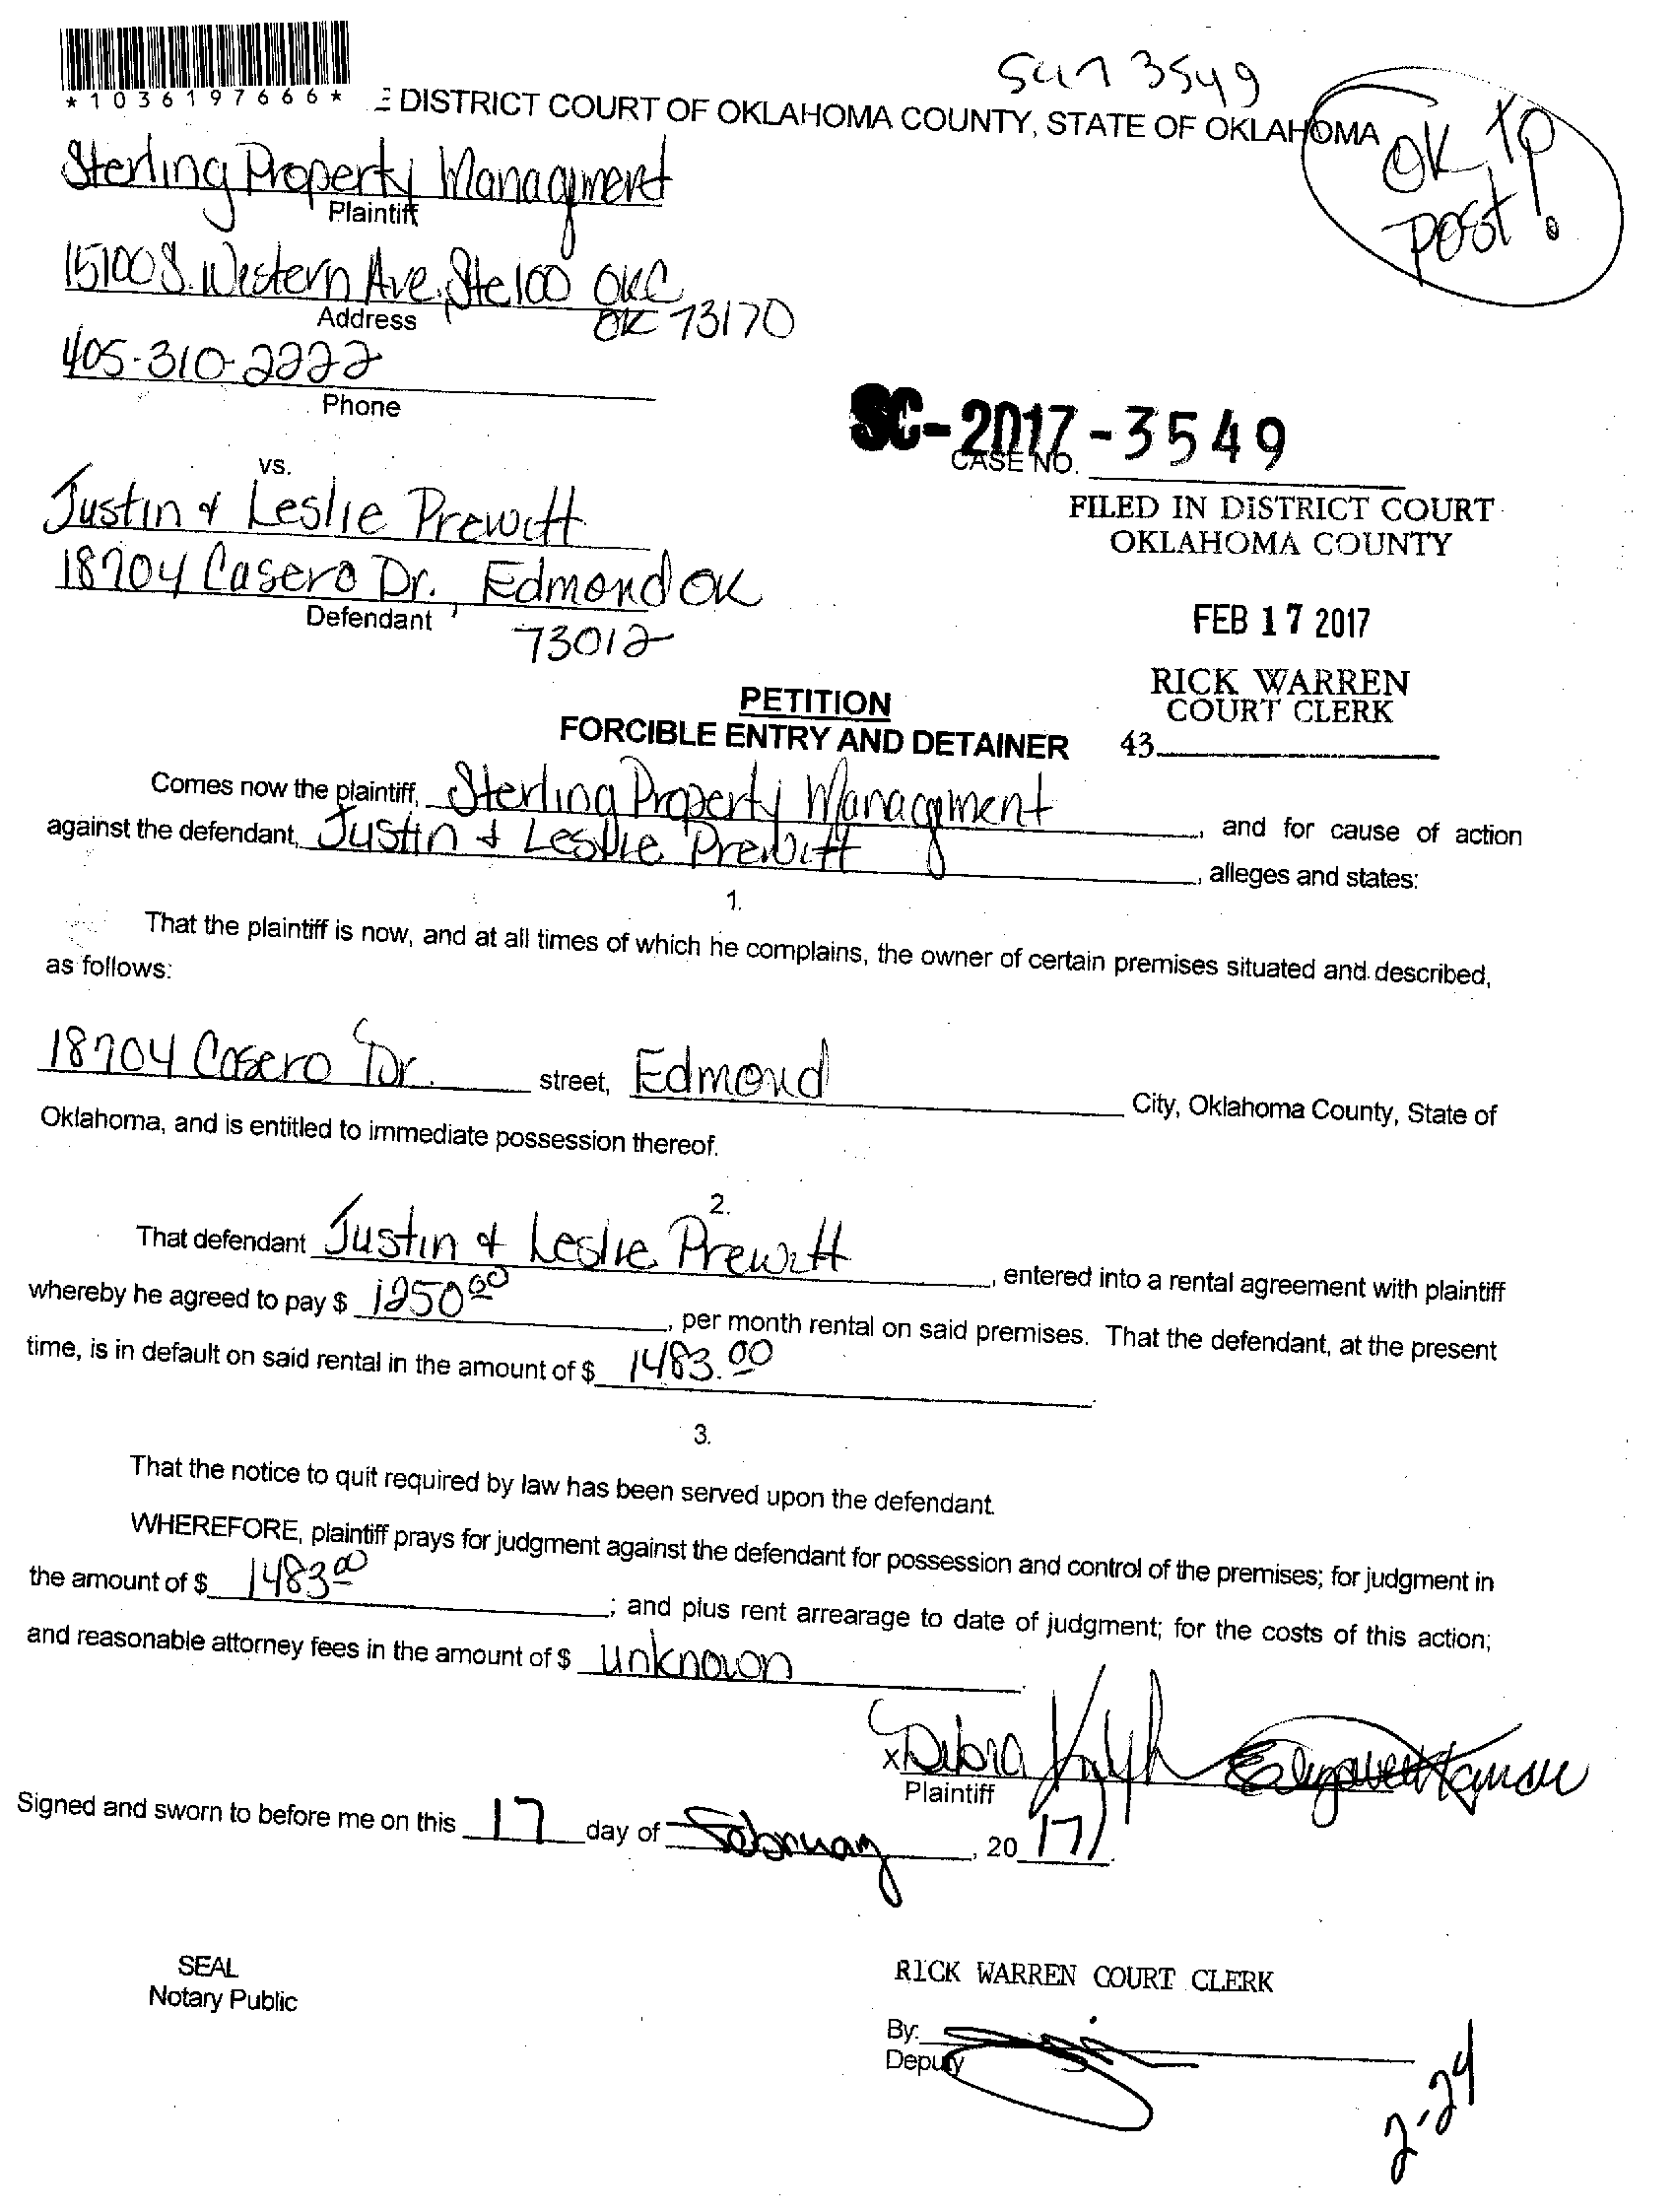 *1036197666*
E DISTRICT COURT OF OKLAHOMA COUNTY, STATE OF OKLAHOMA
3549
OK to
post!
Sterling Property Managment
Plaintiff
15100 S. Western Ave. Ste 100 OKC
OK 73170
Address
405-310-2222
Phone
SC-2017-3549
CASE NO.
vs.
FILED IN DISTRICT COURT
OKLAHOMA COUNTY
Justin & Leslie Prewitt
18704 Casero Dr., Edmond OK
73012
Defendant
FEB 17 2017
RICK WARREN
COURT CLERK
43
PETITION
FORCIBLE ENTRY AND DETAINER
Comes now the plaintiff, Sterling Property Managment, and for cause of action
against the defendant, Justin & Leslie Prewitt, alleges and states:
1.
That the plaintiff is now, and at all times of which he complains, the owner of certain premises situated and described,
as follows:
18704 Casero Dr. street, Edmond City, Oklahoma County, State of
Oklahoma, and is entitled to immediate possession thereof.
2.
That defendant Justin & Leslie Prewitt, entered into a rental agreement with plaintiff
whereby he agreed to pay $ 1250.00, per month rental on said premises. That the defendant, at the present
time, is in default on said rental in the amount of $ 1483.00.
3.
That the notice to quit required by law has been served upon the defendant.
WHEREFORE, plaintiff prays for judgment against the defendant for possession and control of the premises; for judgment in
the amount of $ 1483.00; and plus rent arrearage to date of judgment; for the costs of this action;
and reasonable attorney fees in the amount of $ unknown.
x Debra
Plaintiff
Signed and sworn to before me on this 17 day of February, 2017.
SEAL
Notary Public
RICK WARREN COURT CLERK
By:
Deputy
2-24